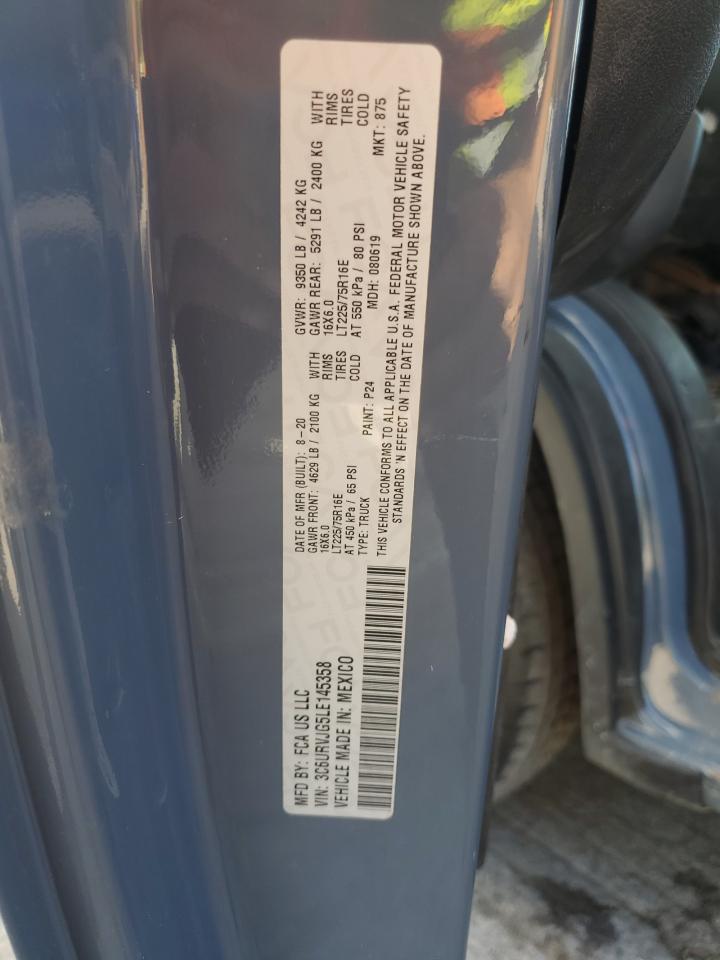 MFD BY: FCA US LLC
DATE OF MFR (BUILT): 8-20
GVWR: 9350 LB / 4242 KG
VIN: 3C6URVJG5LE145358
GAWR FRONT: 4629 LB / 2100 KG WITH
GAWR REAR: 5291 LB / 2400 KG WITH
16X6.0 RIMS
16X6.0 RIMS
VEHICLE MADE IN: MEXICO
LT225/75R16E TIRES
LT225/75R16E TIRES
AT 450 kPa / 65 PSI COLD
AT 550 kPa / 80 PSI COLD
TYPE: TRUCK PAINT: P24 MDH: 080619 MKT: 875
THIS VEHICLE CONFORMS TO ALL APPLICABLE U.S.A. FEDERAL MOTOR VEHICLE SAFETY
STANDARDS IN EFFECT ON THE DATE OF MANUFACTURE SHOWN ABOVE.